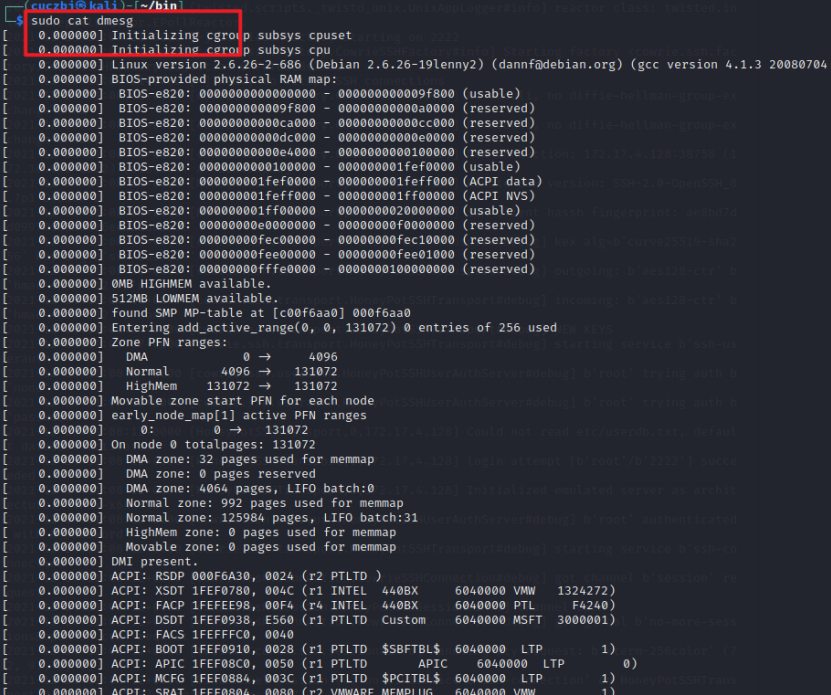 (cuczbj㉿kali)-[~/bin]
$ sudo cat dmesg
[    0.000000] Initializing cgroup subsys cpuset
[    0.000000] Initializing cgroup subsys cpu
[    0.000000] Linux version 2.6.26-2-686 (Debian 2.6.26-19lenny2) (dannf@debian.org) (gcc version 4.1.3 20080704
[    0.000000] BIOS-provided physical RAM map:
[    0.000000]  BIOS-e820: 0000000000000000 - 000000000009f800 (usable)
[    0.000000]  BIOS-e820: 000000000009f800 - 00000000000a0000 (reserved)
[    0.000000]  BIOS-e820: 00000000000ca000 - 00000000000cc000 (reserved)
[    0.000000]  BIOS-e820: 00000000000dc000 - 00000000000e0000 (reserved)
[    0.000000]  BIOS-e820: 00000000000e4000 - 0000000000100000 (reserved)
[    0.000000]  BIOS-e820: 0000000000100000 - 000000001fef0000 (usable)
[    0.000000]  BIOS-e820: 000000001fef0000 - 000000001feff000 (ACPI data)
[    0.000000]  BIOS-e820: 000000001feff000 - 000000001ff00000 (ACPI NVS)
[    0.000000]  BIOS-e820: 000000001ff00000 - 0000000020000000 (usable)
[    0.000000]  BIOS-e820: 00000000e0000000 - 00000000f0000000 (reserved)
[    0.000000]  BIOS-e820: 00000000fec00000 - 00000000fec10000 (reserved)
[    0.000000]  BIOS-e820: 00000000fee00000 - 00000000fee01000 (reserved)
[    0.000000]  BIOS-e820: 00000000fffe0000 - 0000000100000000 (reserved)
[    0.000000] 0MB HIGHMEM available.
[    0.000000] 512MB LOWMEM available.
[    0.000000] found SMP MP-table at [c00f6aa0] 000f6aa0
[    0.000000] Entering add_active_range(0, 0, 131072) 0 entries of 256 used
[    0.000000] Zone PFN ranges:
[    0.000000]   DMA             0 →     4096
[    0.000000]   Normal       4096 →   131072
[    0.000000]   HighMem    131072 →   131072
[    0.000000] Movable zone start PFN for each node
[    0.000000] early_node_map[1] active PFN ranges
[    0.000000]     0:        0 →   131072
[    0.000000] On node 0 totalpages: 131072
[    0.000000]   DMA zone: 32 pages used for memmap
[    0.000000]   DMA zone: 0 pages reserved
[    0.000000]   DMA zone: 4064 pages, LIFO batch:0
[    0.000000]   Normal zone: 992 pages used for memmap
[    0.000000]   Normal zone: 125984 pages, LIFO batch:31
[    0.000000]   HighMem zone: 0 pages used for memmap
[    0.000000]   Movable zone: 0 pages used for memmap
[    0.000000] DMI present.
[    0.000000] ACPI: RSDP 000F6A30, 0024 (r2 PTLTD )
[    0.000000] ACPI: XSDT 1FEF0780, 004C (r1 INTEL  440BX     6040000 VMW   1324272)
[    0.000000] ACPI: FACP 1FEFEE98, 00F4 (r4 INTEL  440BX     6040000 PTL     F4240)
[    0.000000] ACPI: DSDT 1FEF0938, E560 (r1 PTLTD  Custom    6040000 MSFT  3000001)
[    0.000000] ACPI: FACS 1FEFFFC0, 0040
[    0.000000] ACPI: BOOT 1FEF0910, 0028 (r1 PTLTD  $SBFTBL$  6040000  LTP        1)
[    0.000000] ACPI: APIC 1FEF08C0, 0050 (r1 PTLTD       APIC    6040000  LTP        0)
[    0.000000] ACPI: MCFG 1FEF0884, 003C (r1 PTLTD  $PCITBL$  6040000  LTP        1)
[    0.000000] ACPI: SRAT 1FEF0804, 0080 (r2 VMWARE MEMPLUG   6040000 VMW        1)